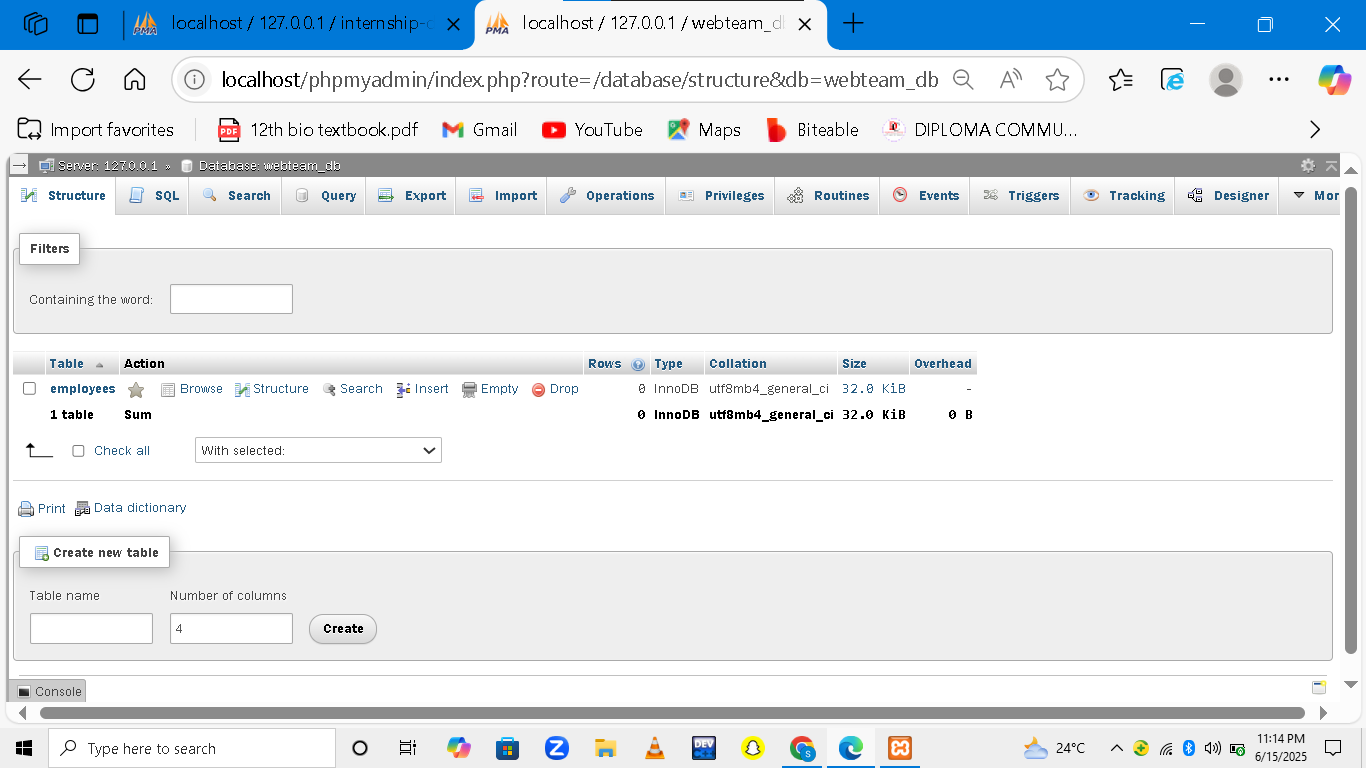 localhost / 127.0.0.1 / internship-c
localhost / 127.0.0.1 / webteam_db
localhost/phpmyadmin/index.php?route=/database/structure&db=webteam_db
Import favorites
12th bio textbook.pdf
Gmail
YouTube
Maps
Biteable
DIPLOMA COMMU...
Server: 127.0.0.1 » Database: webteam_db
Structure SQL Search Query Export Import Operations Privileges Routines Events Triggers Tracking Designer Mor
Filters
Containing the word:
Table Action Rows Type Collation Size Overhead
employees Browse Structure Search Insert Empty Drop 0 InnoDB utf8mb4_general_ci 32.0 KiB -
1 table Sum 0 InnoDB utf8mb4_general_ci 32.0 KiB 0 B
Check all With selected:
Print Data dictionary
Create new table
Table name Number of columns
4 Create
Console
Type here to search
24°C
11:14 PM
6/15/2025